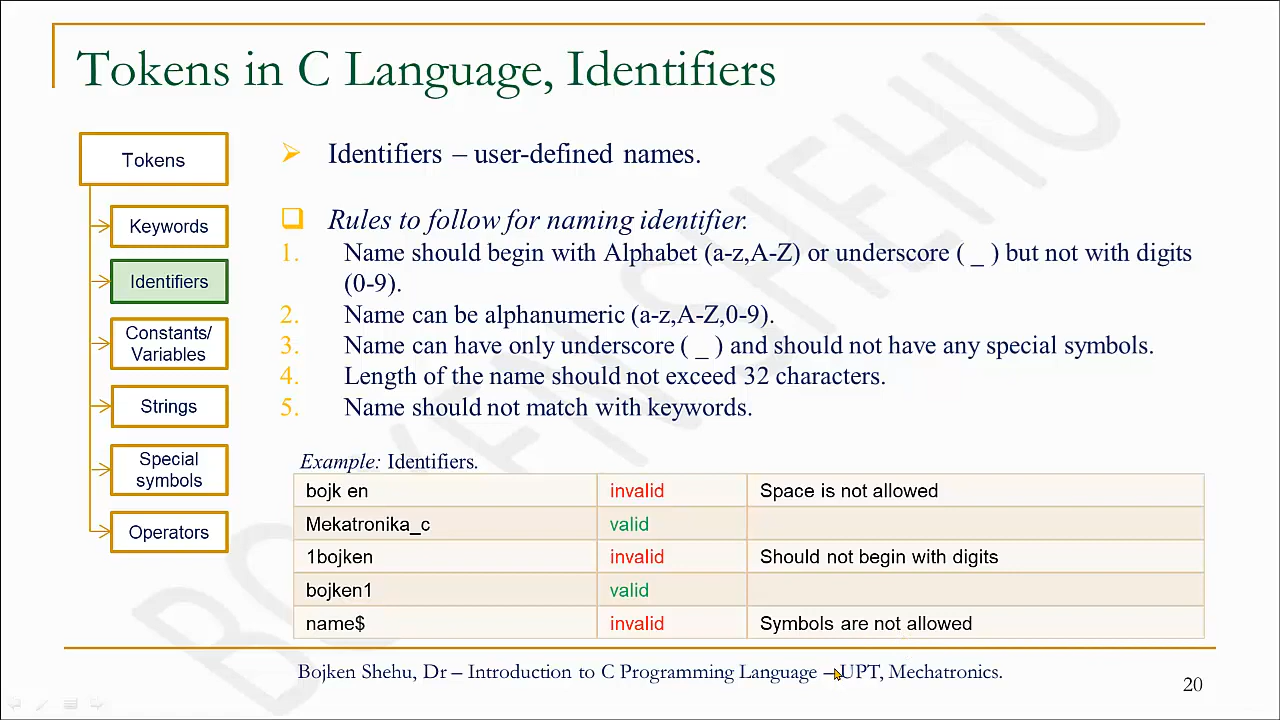 Tokens in C Language, Identifiers
Tokens
Keywords
Identifiers
Constants/
Variables
Strings
Special
symbols
Operators
➢ Identifiers – user-defined names.
❑ Rules to follow for naming identifier.
1. Name should begin with Alphabet (a-z,A-Z) or underscore ( _ ) but not with digits
(0-9).
2. Name can be alphanumeric (a-z,A-Z,0-9).
3. Name can have only underscore ( _ ) and should not have any special symbols.
4. Length of the name should not exceed 32 characters.
5. Name should not match with keywords.
Example: Identifiers.
bojk en invalid Space is not allowed
Mekatronika_c valid
1bojken invalid Should not begin with digits
bojken1 valid
name$ invalid Symbols are not allowed
Bojken Shehu, Dr – Introduction to C Programming Language – UPT, Mechatronics.
20
BOJKEN SHEHU